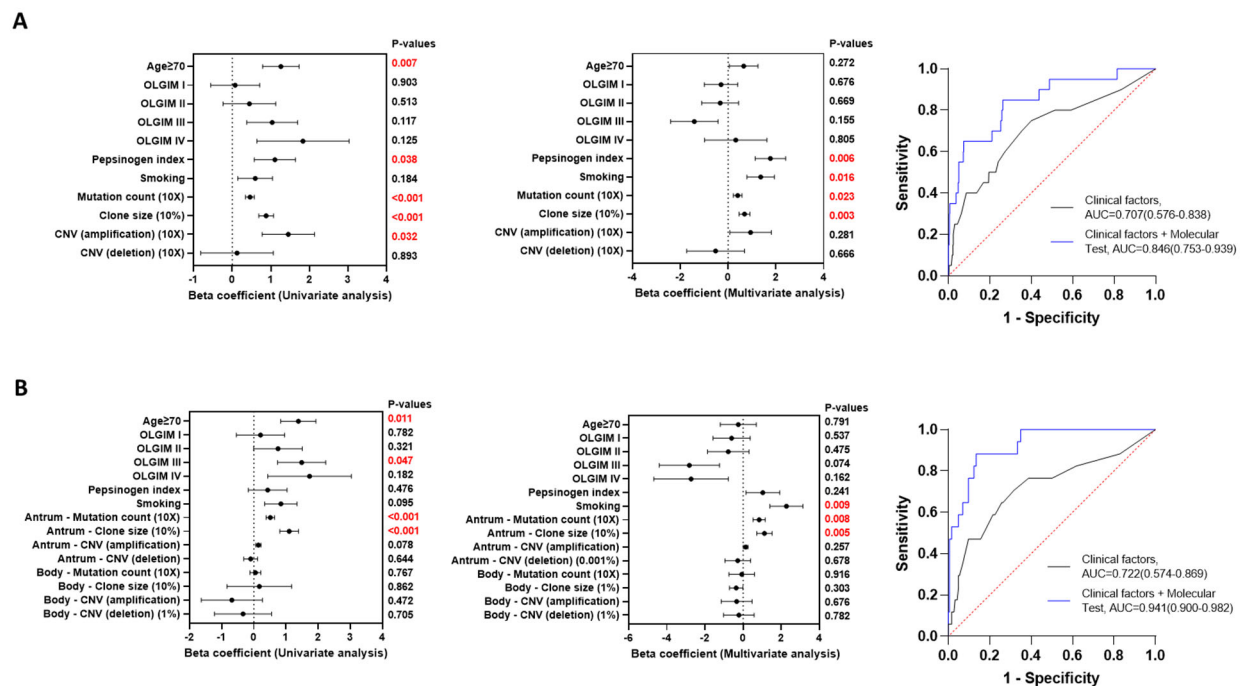 A
P-values
Age≥70 0.007
OLGIM I 0.903
OLGIM II 0.513
OLGIM III 0.117
OLGIM IV 0.125
Pepsinogen index 0.038
Smoking 0.184
Mutation count (10X) <0.001
Clone size (10%) <0.001
CNV (amplification) (10X) 0.032
CNV (deletion) (10X) 0.893
-1 0 1 2 3 4
Beta coefficient (Univariate analysis)
P-values
Age≥70 0.272
OLGIM I 0.676
OLGIM II 0.669
OLGIM III 0.155
OLGIM IV 0.805
Pepsinogen index 0.006
Smoking 0.016
Mutation count (10X) 0.023
Clone size (10%) 0.003
CNV (amplification) (10X) 0.281
CNV (deletion) (10X) 0.666
-4 -2 0 2 4
Beta coefficient (Multivariate analysis)
Sensitivity
1.0
0.8
0.6
0.4
0.2
0.0
Clinical factors,
AUC=0.707(0.576-0.838)
Clinical factors + Molecular
Test, AUC=0.846(0.753-0.939)
0.0 0.2 0.4 0.6 0.8 1.0
1 - Specificity
B
P-values
Age≥70 0.011
OLGIM I 0.782
OLGIM II 0.321
OLGIM III 0.047
OLGIM IV 0.182
Pepsinogen index 0.476
Smoking 0.095
Antrum - Mutation count (10X) <0.001
Antrum - Clone size (10%) <0.001
Antrum - CNV (amplification) 0.078
Antrum - CNV (deletion) 0.644
Body - Mutation count (10X) 0.767
Body - Clone size (10%) 0.862
Body - CNV (amplification) 0.472
Body - CNV (deletion) (1%) 0.705
-2 -1 0 1 2 3 4
Beta coefficient (Univariate analysis)
P-values
Age≥70 0.791
OLGIM I 0.537
OLGIM II 0.475
OLGIM III 0.074
OLGIM IV 0.162
Pepsinogen index 0.241
Smoking 0.009
Antrum - Mutation count (10X) 0.008
Antrum - Clone size (10%) 0.005
Antrum - CNV (amplification) 0.257
Antrum - CNV (deletion) (0.001%) 0.678
Body - Mutation count (10X) 0.916
Body - Clone size (1%) 0.303
Body - CNV (amplification) 0.676
Body - CNV (deletion) (1%) 0.782
-6 -4 -2 0 2 4
Beta coefficient (Multivariate analysis)
Sensitivity
1.0
0.8
0.6
0.4
0.2
0.0
Clinical factors,
AUC=0.722(0.574-0.869)
Clinical factors + Molecular
Test, AUC=0.941(0.900-0.982)
0.0 0.2 0.4 0.6 0.8 1.0
1 - Specificity